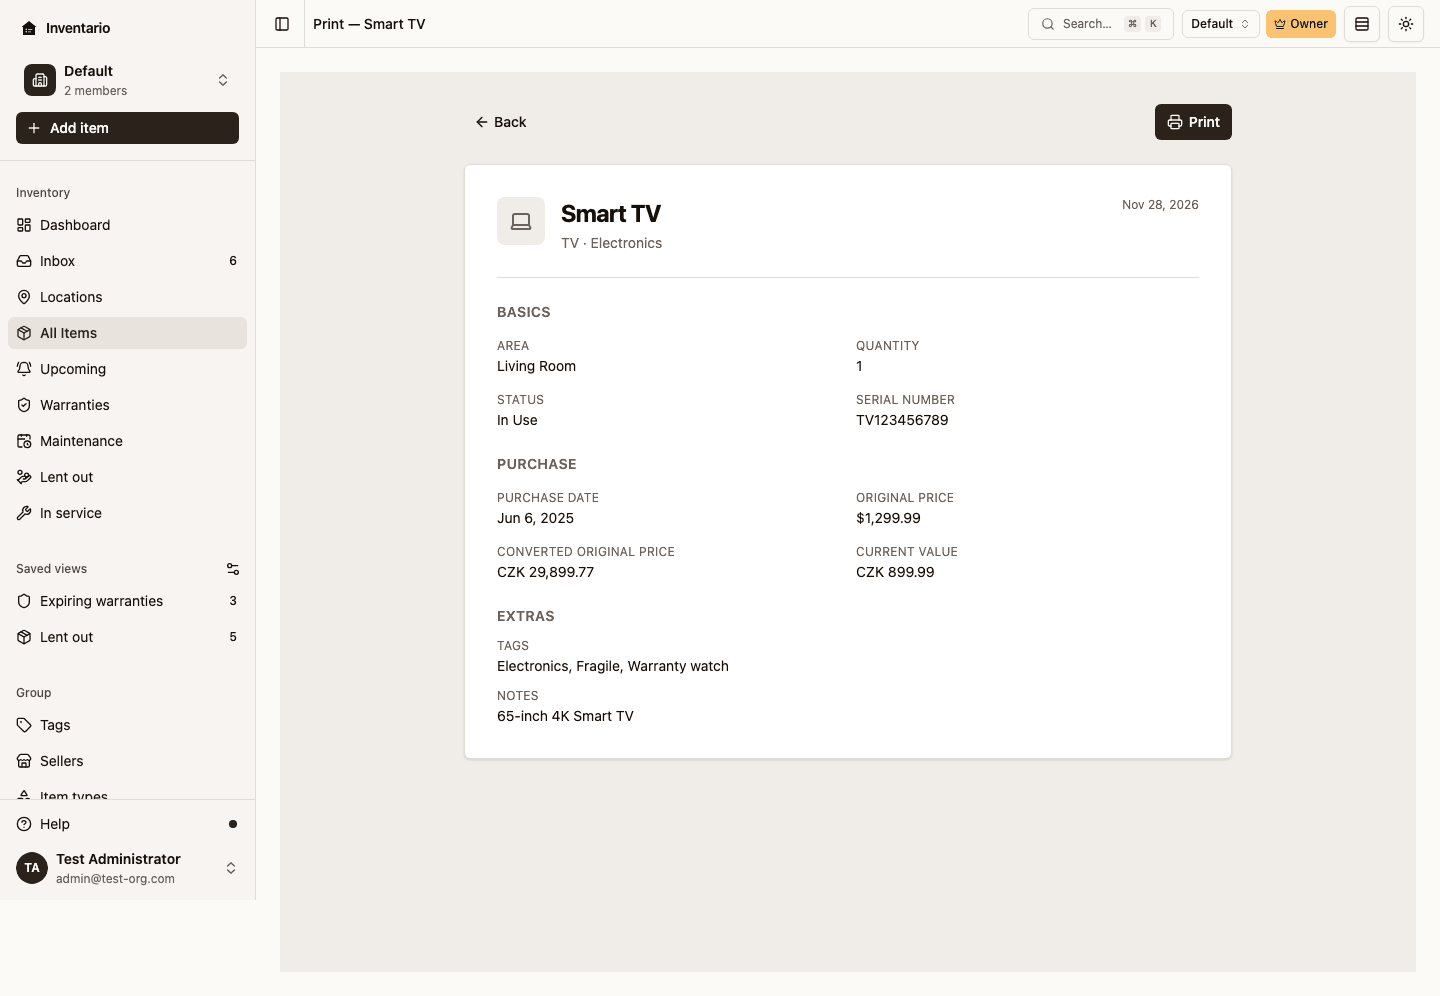 Inventario
Default
2 members
Add item
Inventory
Dashboard
Inbox 6
Locations
All Items
Upcoming
Warranties
Maintenance
Lent out
In service
Saved views
Expiring warranties 3
Lent out 5
Group
Tags
Sellers
Item types
Help
TA
Test Administrator
admin@test-org.com
Print — Smart TV
Search... ⌘ K
Default
Owner
Back
Print
Smart TV
Nov 28, 2026
TV · Electronics
BASICS
AREA
Living Room
QUANTITY
1
STATUS
In Use
SERIAL NUMBER
TV123456789
PURCHASE
PURCHASE DATE
Jun 6, 2025
ORIGINAL PRICE
$1,299.99
CONVERTED ORIGINAL PRICE
CZK 29,899.77
CURRENT VALUE
CZK 899.99
EXTRAS
TAGS
Electronics, Fragile, Warranty watch
NOTES
65-inch 4K Smart TV